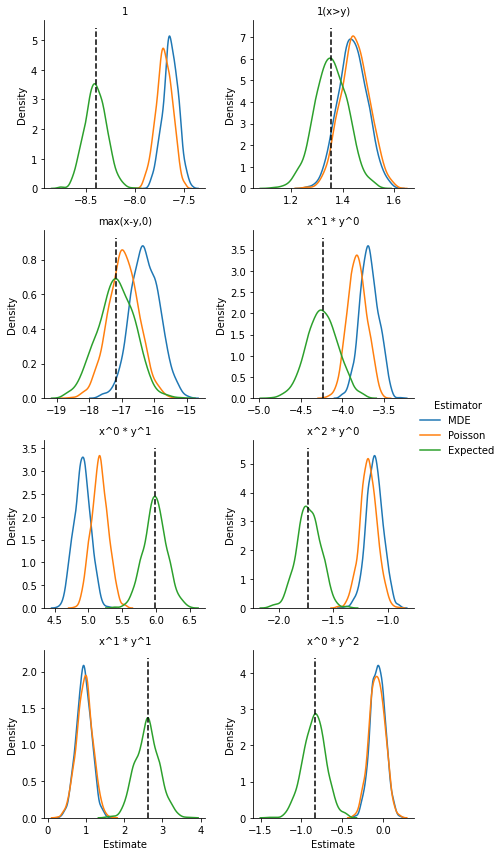 1
Density
5
4
3
2
1
0
−8.5 −8.0 −7.5
1(x>y)
Density
7
6
5
4
3
2
1
0
1.2 1.4 1.6
max(x-y,0)
Density
0.8
0.6
0.4
0.2
0.0
−19 −18 −17 −16 −15
x^1 * y^0
Density
3.5
3.0
2.5
2.0
1.5
1.0
0.5
0.0
−5.0 −4.5 −4.0 −3.5
Estimator
MDE
Poisson
Expected
x^0 * y^1
Density
3.5
3.0
2.5
2.0
1.5
1.0
0.5
0.0
4.5 5.0 5.5 6.0 6.5
x^2 * y^0
Density
5
4
3
2
1
0
−2.0 −1.5 −1.0
x^1 * y^1
Density
2.0
1.5
1.0
0.5
0.0
0 1 2 3 4
Estimate
x^0 * y^2
Density
4
3
2
1
0
−1.5 −1.0 −0.5 0.0
Estimate